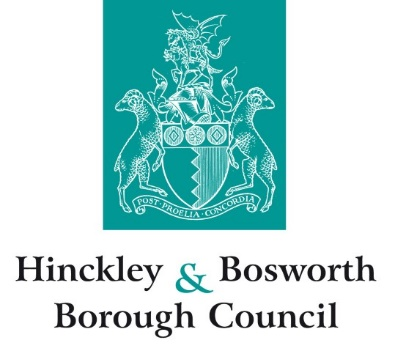 POST · PROELIA · CONCORDIA
Hinckley & Bosworth
Borough Council